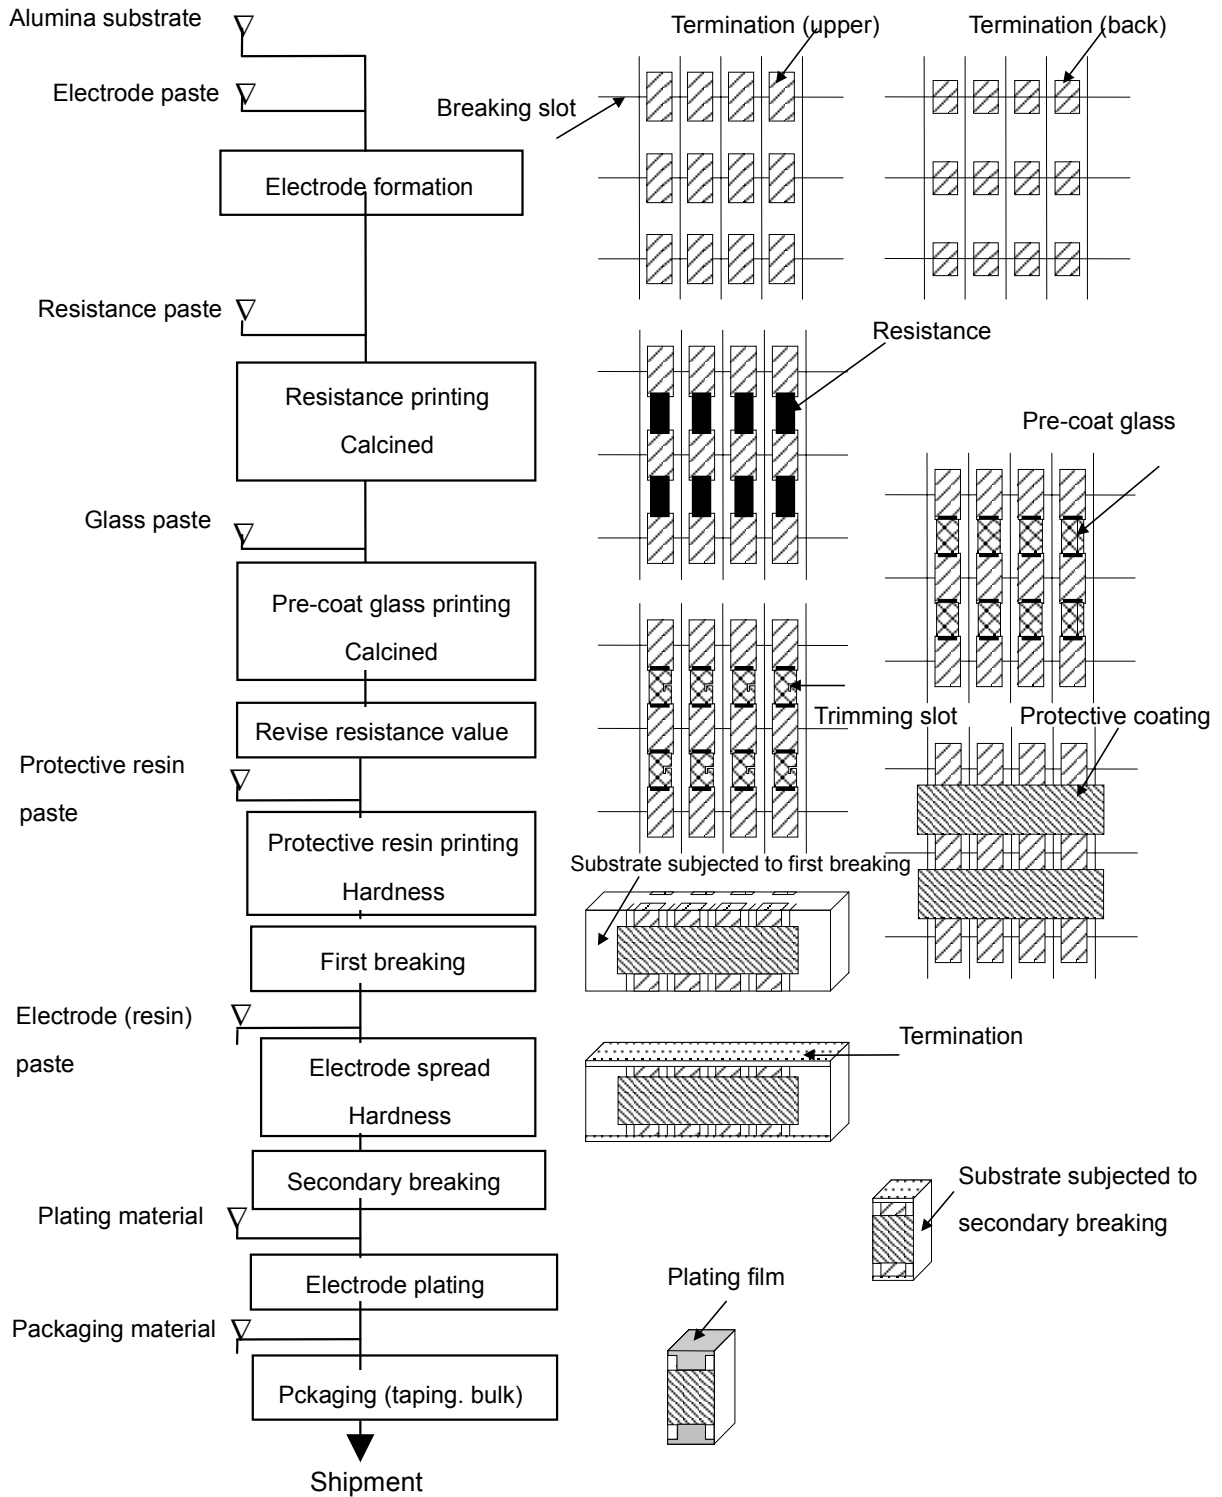 Alumina substrate
Termination (upper)
Termination (back)
Electrode paste
Breaking slot
Electrode formation
Resistance paste
Resistance
Resistance printing
Calcined
Pre-coat glass
Glass paste
Pre-coat glass printing
Calcined
Revise resistance value
Trimming slot
Protective coating
Protective resin
paste
Protective resin printing
Hardness
Substrate subjected to first breaking
First breaking
Electrode (resin)
paste
Termination
Electrode spread
Hardness
Secondary breaking
Substrate subjected to
secondary breaking
Plating material
Electrode plating
Plating film
Packaging material
Pckaging (taping. bulk)
Shipment